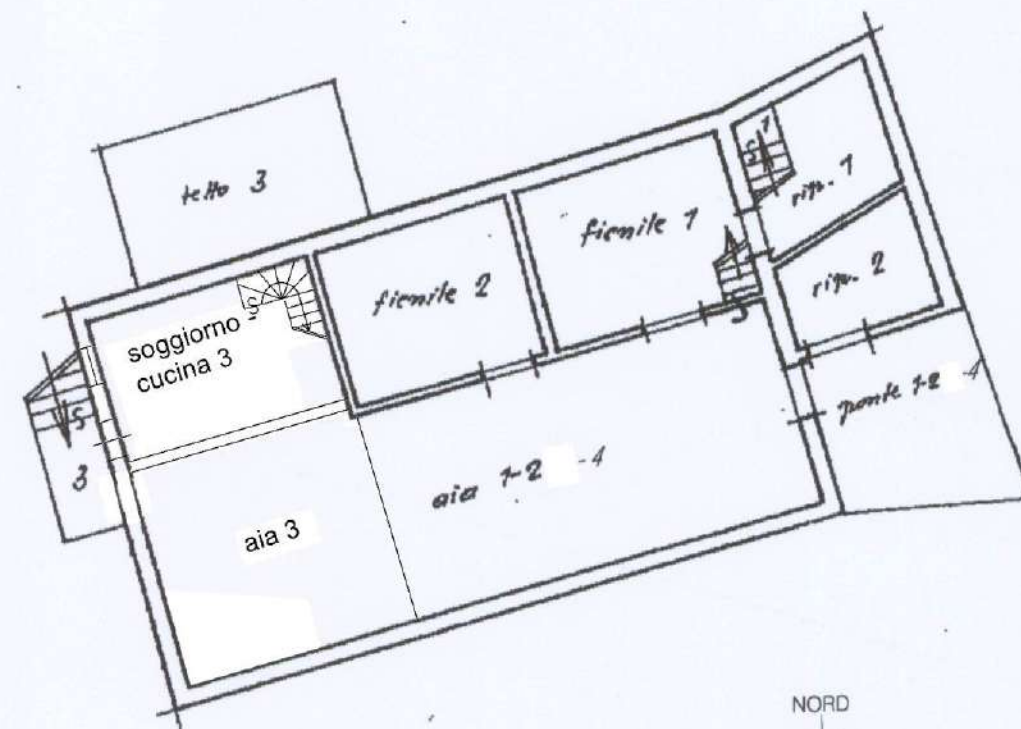 tetto 3
1
S
rip. 1
fienile 1
fienile 2
S
soggiorno
cucina 3
rip. 2
S
S
3
ponte 1-2 -4
aia 1-2 -4
aia 3
NORD